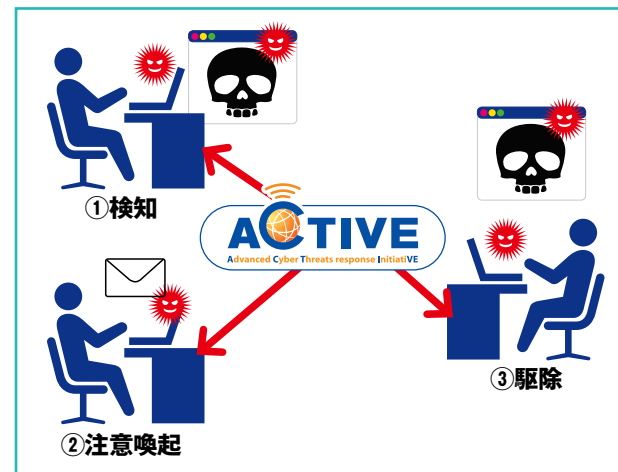 ①検知
ACTIVE
Advanced Cyber Threats response InitiatiVE
②注意喚起
③駆除